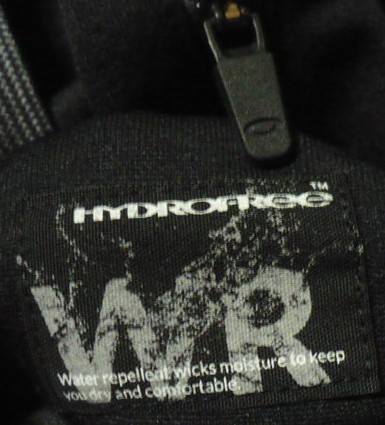 HYDROFREE™
WR
Water repellent, wicks moisture to keep
you dry and comfortable.